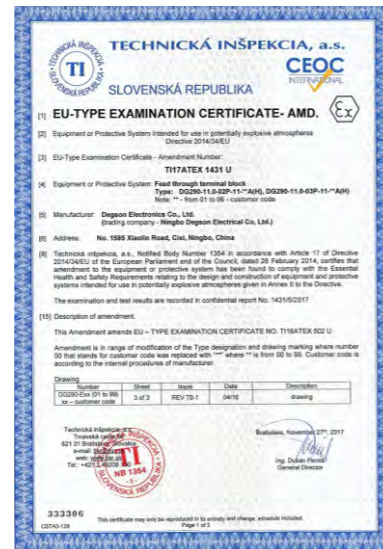 TECHNICKÁ INŠPEKCIA, a.s.
TI
CEOC
INTERNATIONAL
SLOVENSKÁ REPUBLIKA
[1] EU-TYPE EXAMINATION CERTIFICATE- AMD.
[2] Equipment or Protective System Intended for use in potentially explosive atmospheres
Directive 2014/34/EU
[3] EU-Type Examination Certificate - Amendment Number:
TI17ATEX 1431 U
[4] Equipment or Protective System: Feed through terminal block
Type: DG290-11.0-02P-11-**A(H), DG290-11.0-03P-11-**A(H)
Note: ** - from 01 to 99 - customer code
[5] Manufacturer: Degson Electronics Co., Ltd.
(trading company - Ningbo Degson Electrical Co., Ltd.)
[6] Address: No. 1585 Xiaolin Road, Cixi, Ningbo, China
[8] Technická inšpekcia, a.s., Notified Body Number 1354 in accordance with Article 17 of Directive
2014/34/EU of the European Parliament and of the Council, dated 26 February 2014, certifies that
amendment to the equipment or protective system has been found to comply with the Essential
Health and Safety Requirements relating to the design and construction of equipment and protective
systems intended for use in potentially explosive atmospheres given in Annex II to the Directive.
The examination and test results are recorded in confidential report No. 1431/5/2017
[15] Description of amendment:
This Amendment amends EU – TYPE EXAMINATION CERTIFICATE NO. TI16ATEX 502 U
Amendment is in range of modification of the Type designation and drawing marking where number
00 that stands for customer code was replaced with "**" where ** is from 00 to 99. Customer code is
according to the internal procedures of manufacturer.
Drawing
Number Sheet Issue Date Description
DG290-Exx (01 to 99) 3 of 3 REV T0-1 04/16 drawing
xx – customer code
Technická inšpekcia, a.s.
Trnavská cesta
821 01 Bratislava, Slovakia
NB 1354
Bratislava, November 27th, 2017
Ing. Dušan
General Director
333306
This certificate may only be reproduced in its entirety and change, schedule included.
Page 1 of 2